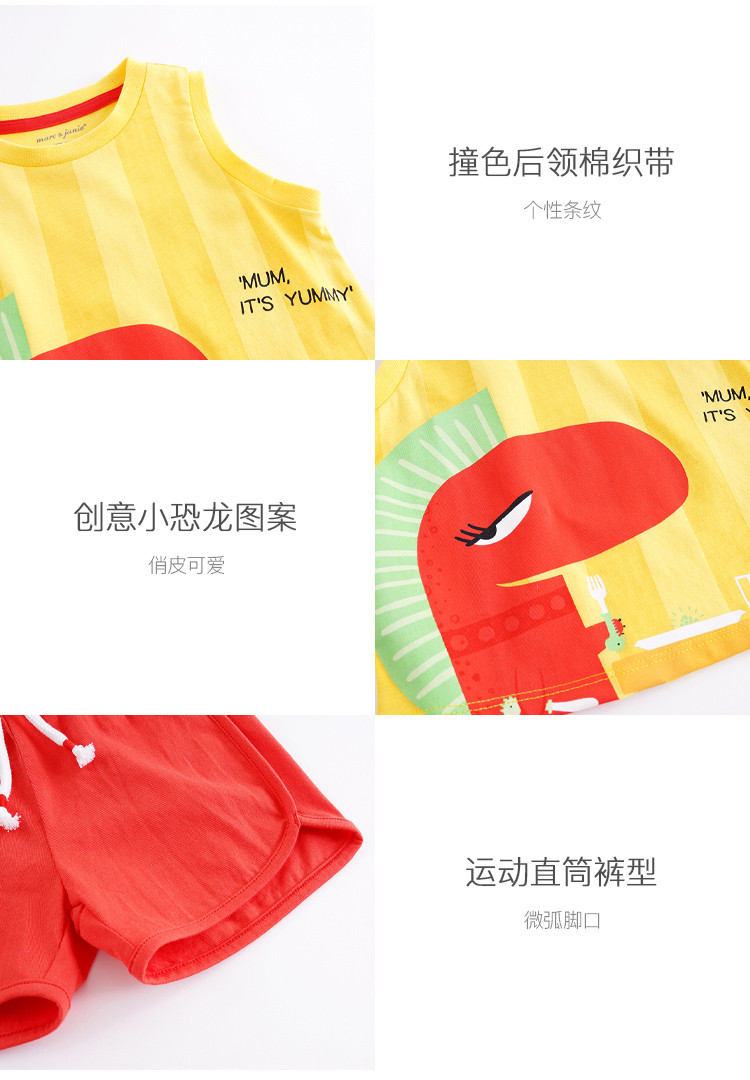 marc & janie®
撞色后领棉织带
个性条纹
'MUM,
IT'S YUMMY'
'MUM,
IT'S Y
创意小恐龙图案
俏皮可爱
运动直筒裤型
微弧脚口